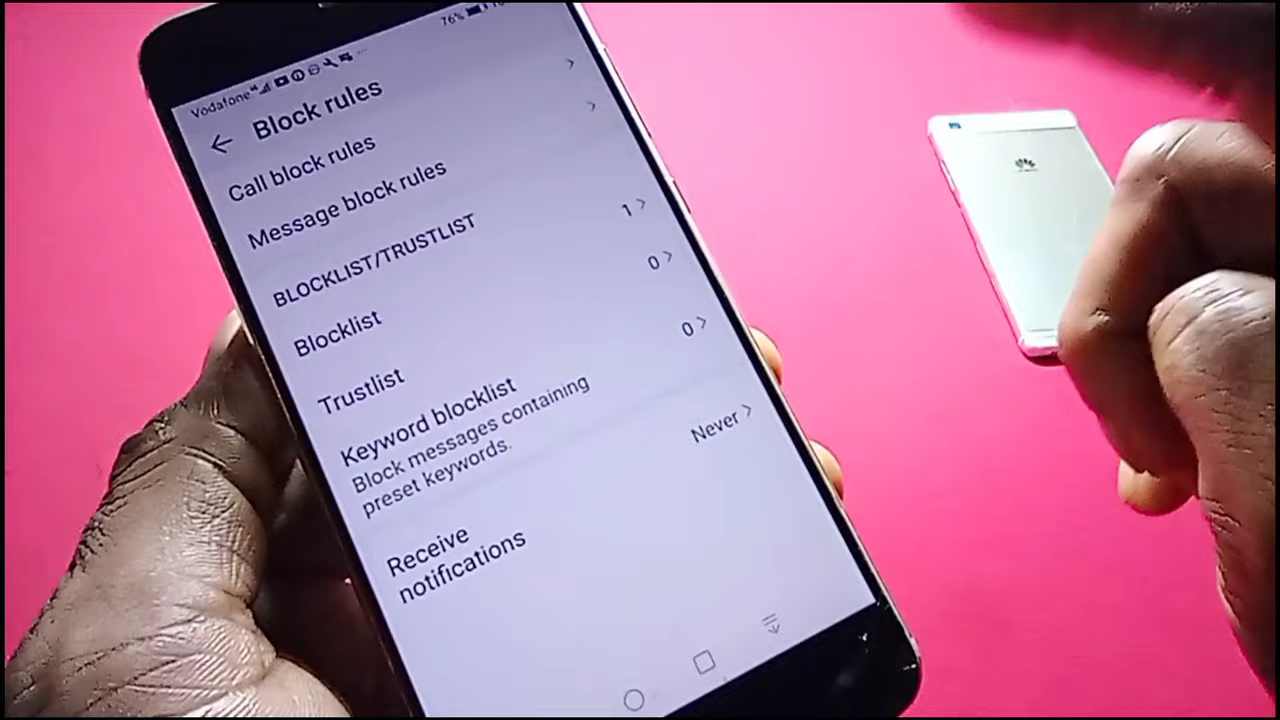 Vodafone
76%
Block rules
Call block rules
Message block rules
BLOCKLIST/TRUSTLIST
Blocklist 1
Trustlist 0
Keyword blocklist 0
Block messages containing
preset keywords.
Receive Never
notifications